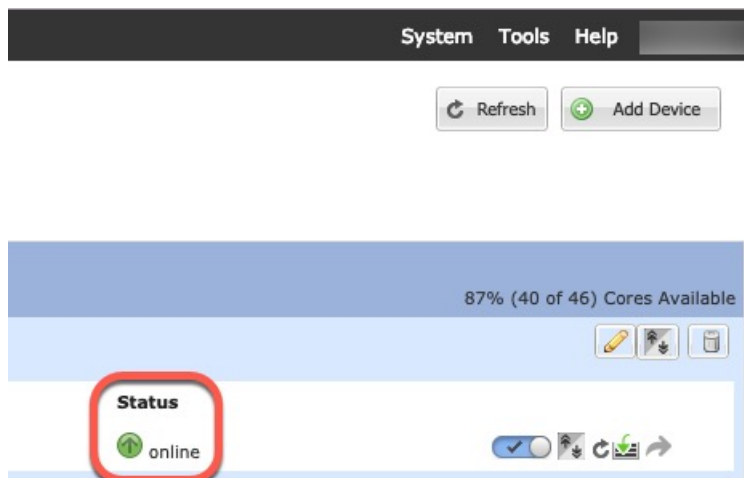 System Tools Help
Refresh Add Device
87% (40 of 46) Cores Available
Status
online